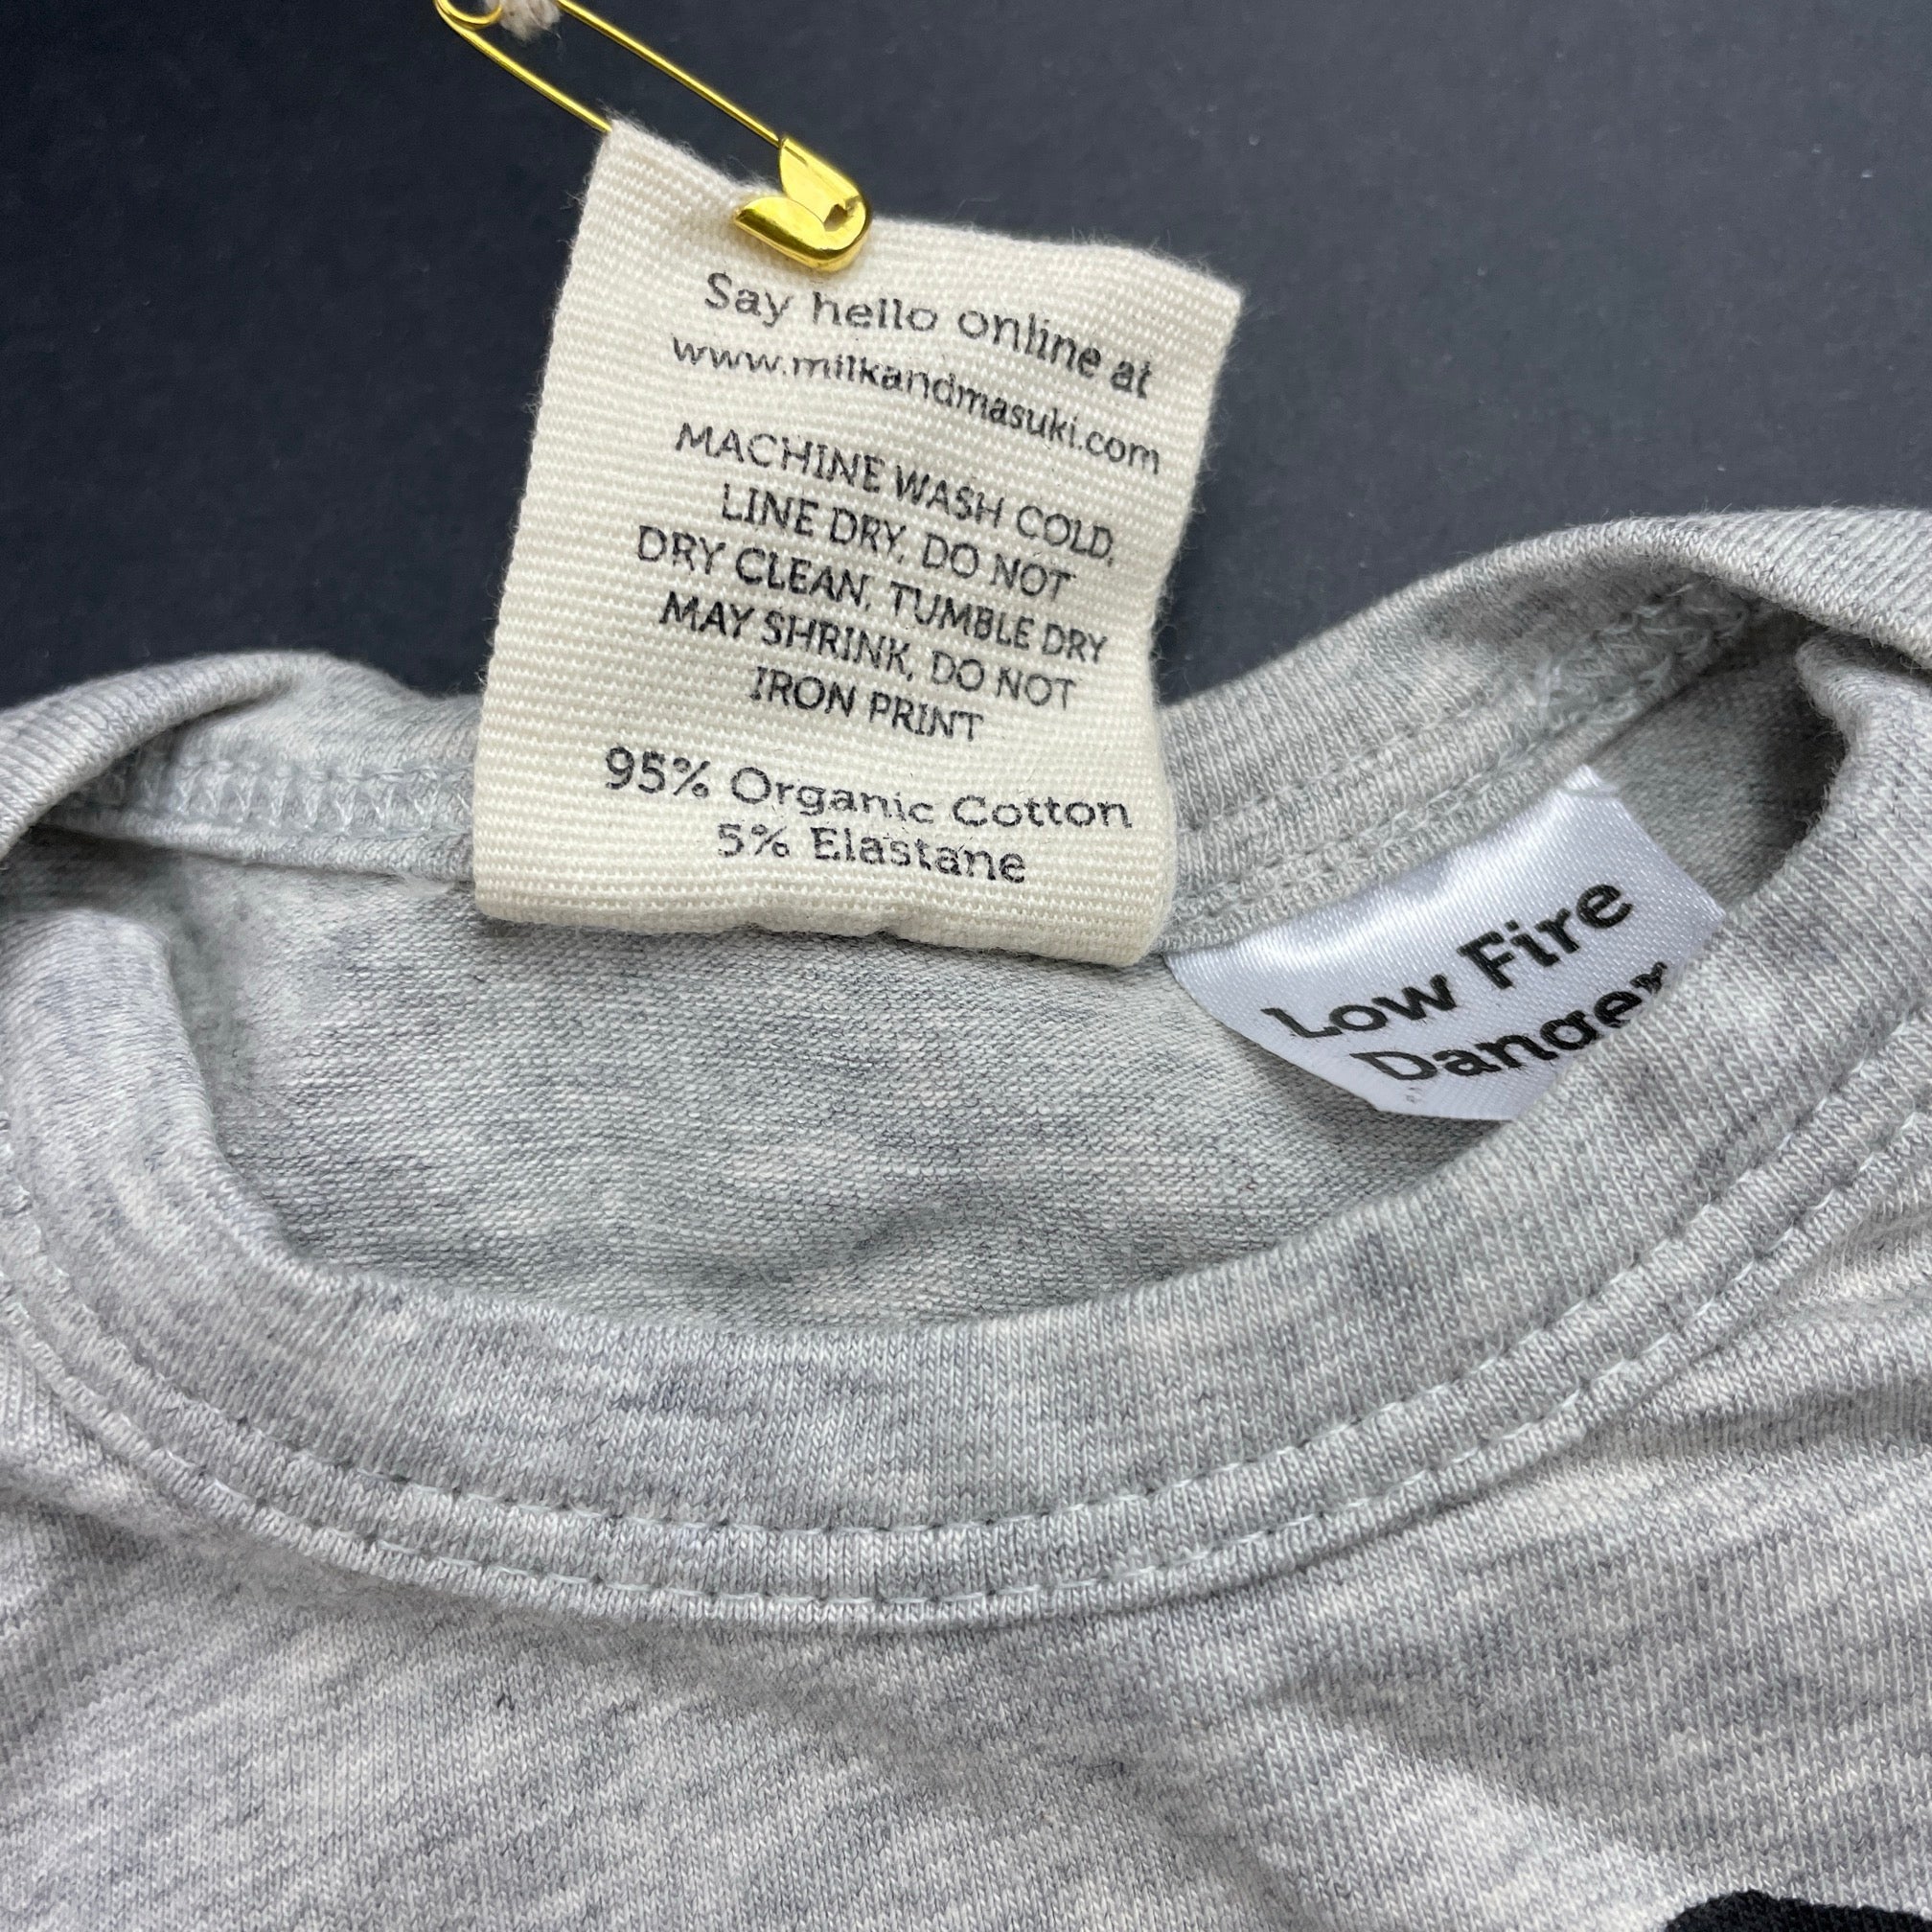 Say hello online at
www.milkandmasuki.com
MACHINE WASH COLD,
LINE DRY, DO NOT
DRY CLEAN, TUMBLE DRY
MAY SHRINK, DO NOT
IRON PRINT
95% Organic Cotton
5% Elastane
Low Fire
Danger